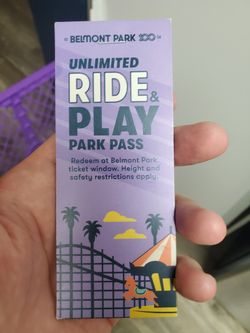 BELMONT PARK 100
UNLIMITED
RIDE &
PLAY
PARK PASS
Redeem at Belmont Park
ticket window. Height and
safety restrictions apply.